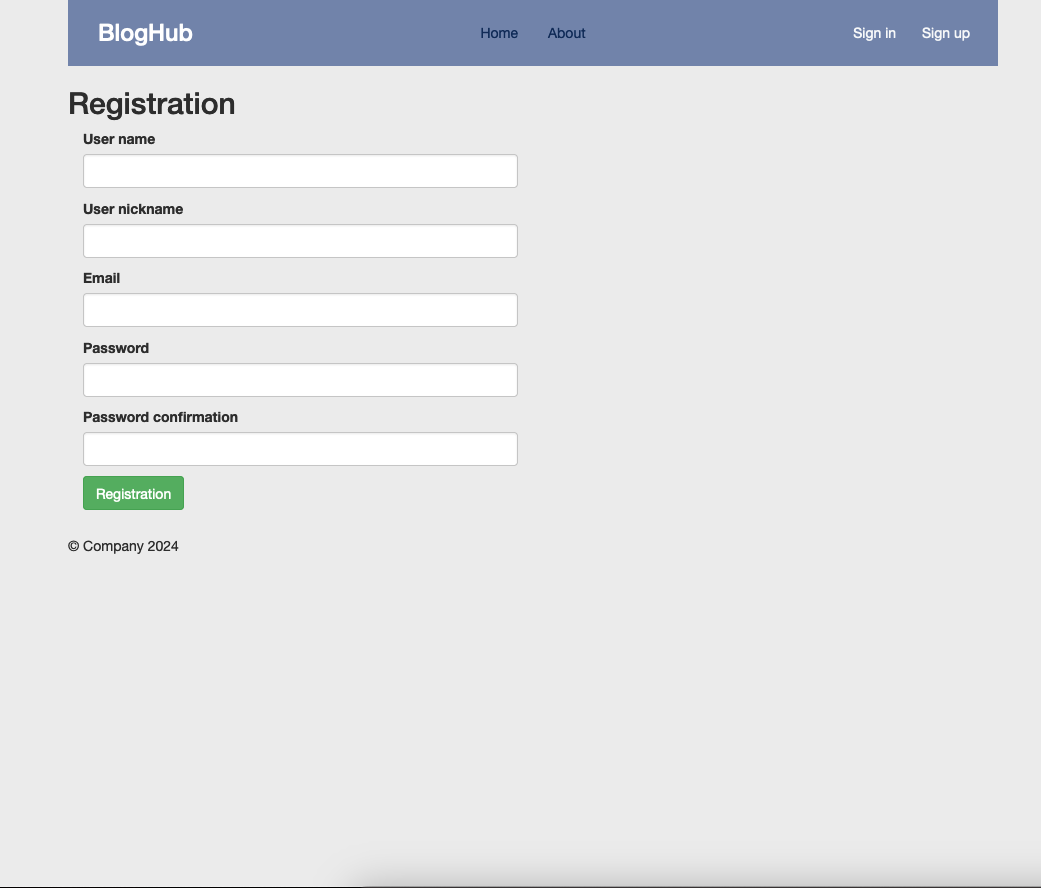 BlogHub Home About Sign in Sign up
Registration
User name
User nickname
Email
Password
Password confirmation
Registration
© Company 2024